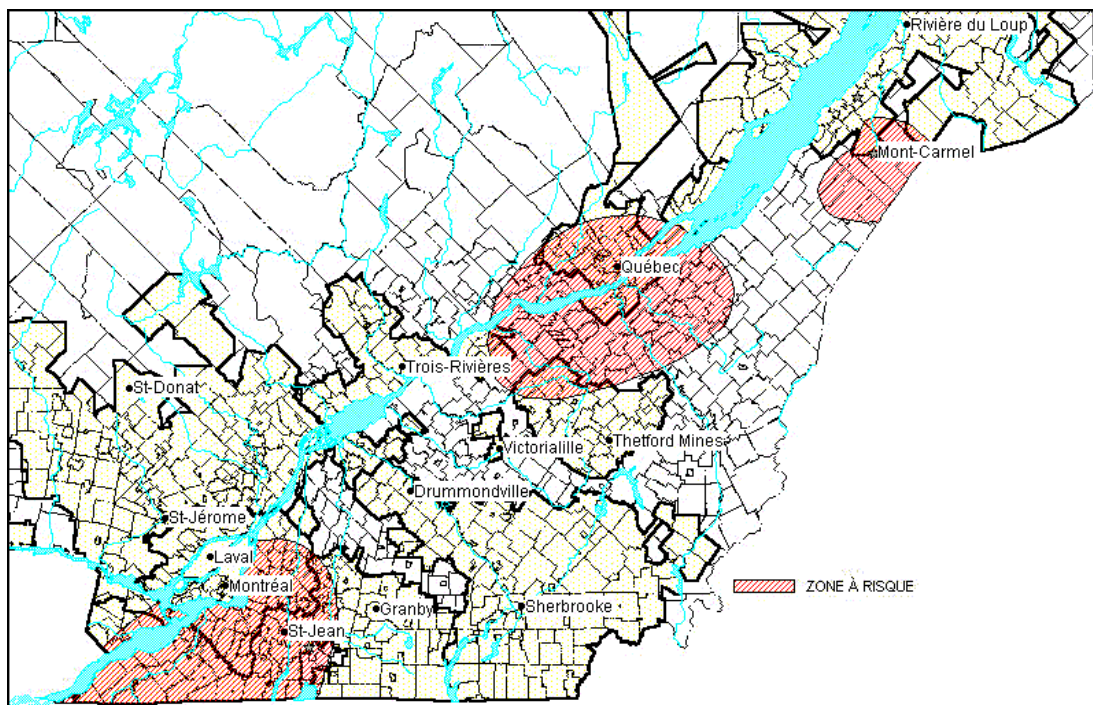 Rivière du Loup
Mont-Carmel
Québec
Trois-Rivières
St-Donat
Victorialille
Thetford Mines
Drummondville
St-Jérome
Laval
Montréal
ZONE À RISQUE
Granby
Sherbrooke
St-Jean